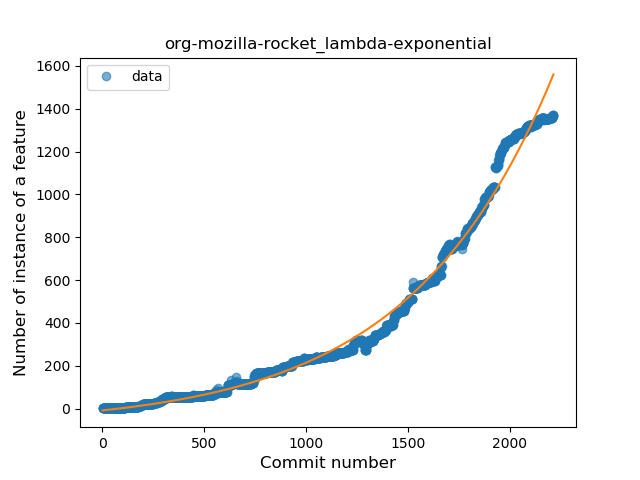 org-mozilla-rocket_lambda-exponential
data
Number of instance of a feature
1600
1400
1200
1000
800
600
400
200
0
0 500 1000 1500 2000
Commit number